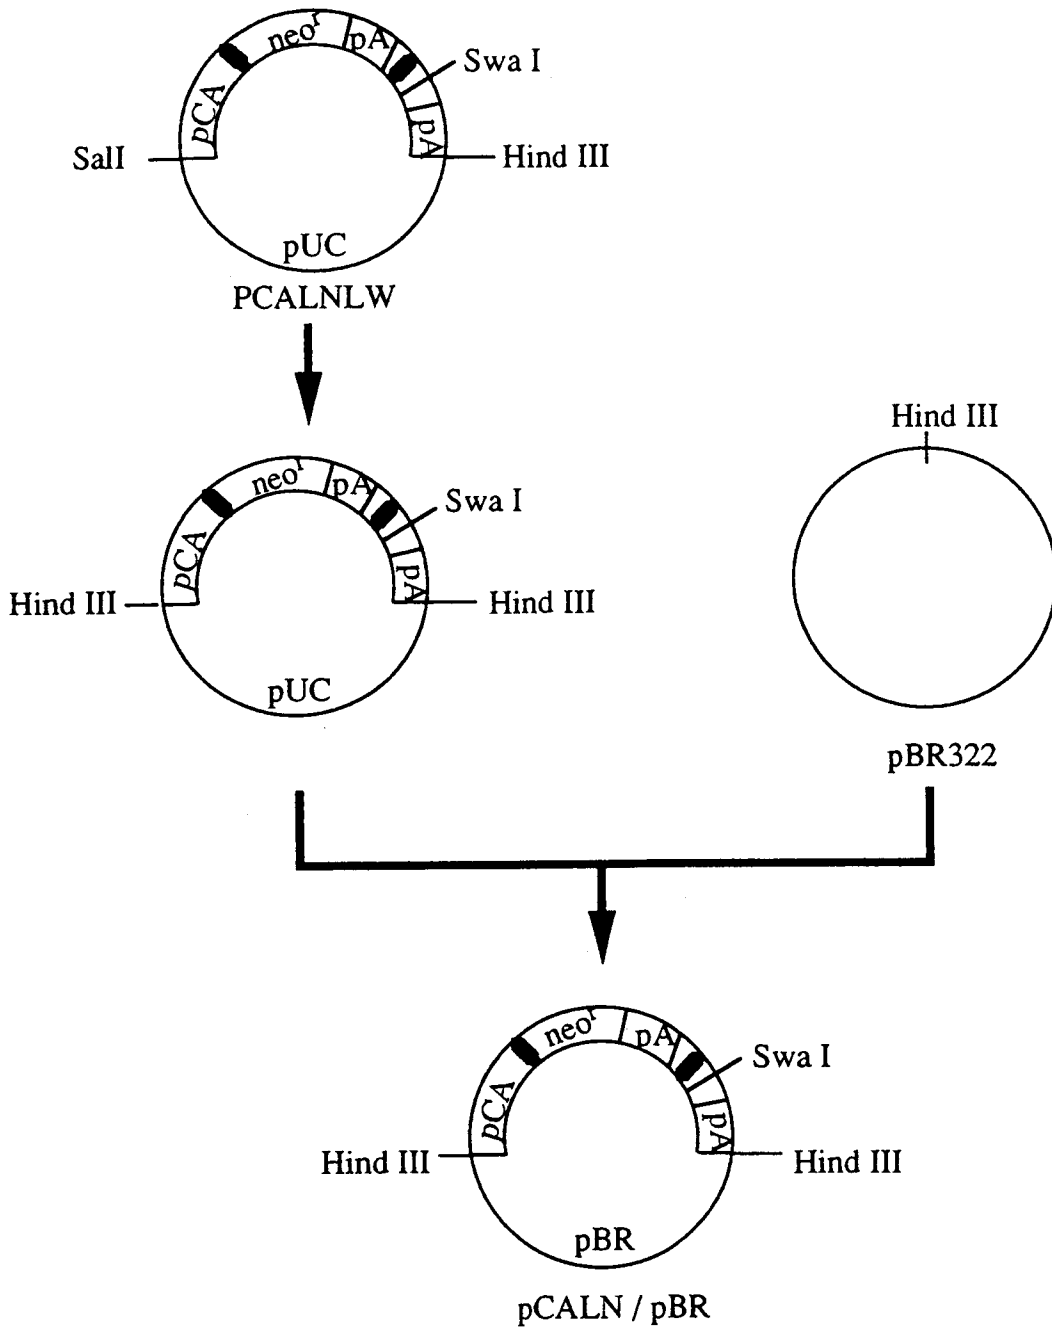 neo^r
pA
Swa I
pCA
pA
SalI
Hind III
pUC
PCALNLW
Hind III
neo^r
pA
Swa I
pCA
pA
Hind III
Hind III
pUC
pBR322
neo^r
pA
Swa I
pCA
pA
Hind III
Hind III
pBR
pCALN / pBR